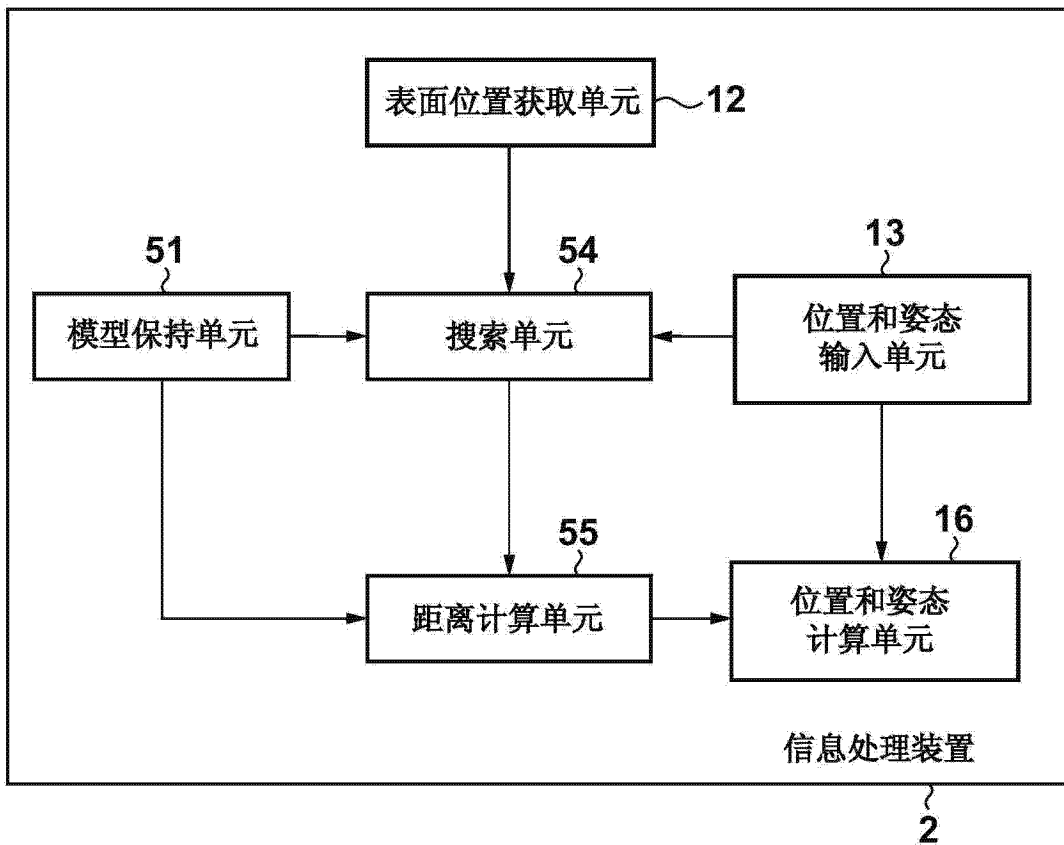 表面位置获取单元
12
51
54
13
模型保持单元
搜索单元
位置和姿态
输入单元
55
16
距离计算单元
位置和姿态
计算单元
信息处理装置
2